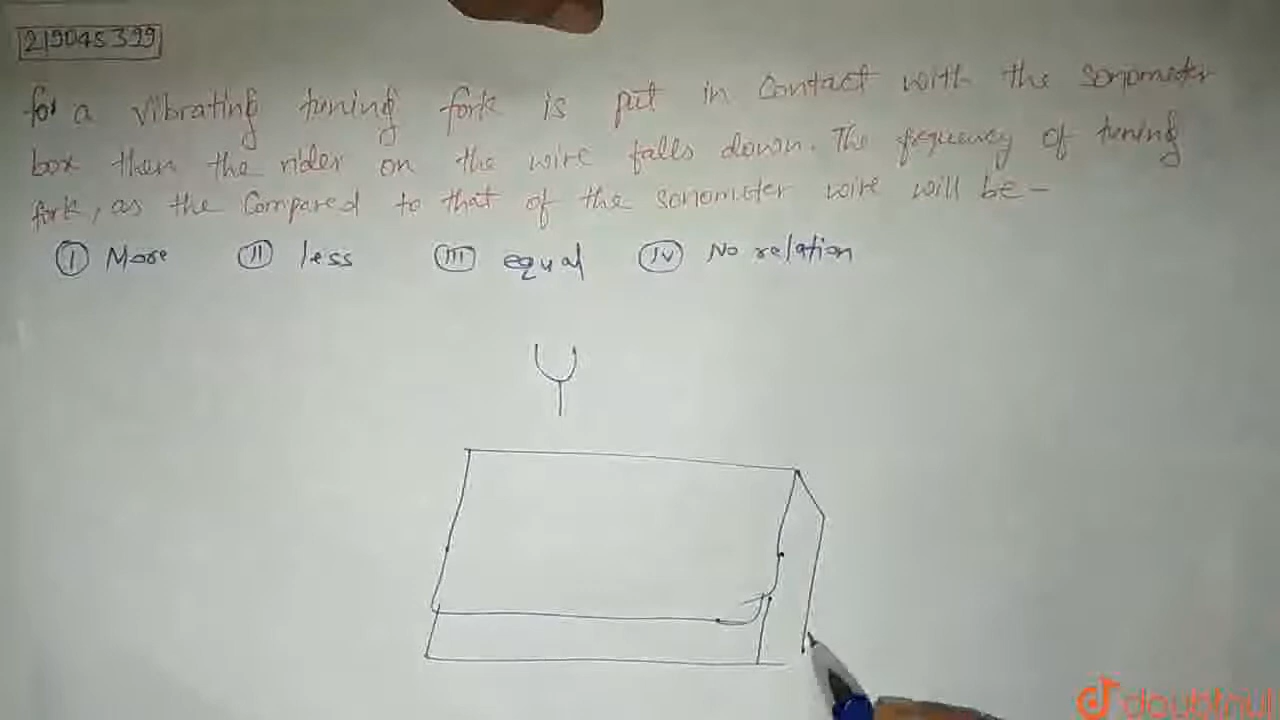 219045399
for a vibrating tuning fork is put in contact with the sonometer
box then the rider on the wire falls down. The frequency of tuning
fork, as the compared to that of the sonometer wire will be -
I More II less III equal IV No relation
doubtnut